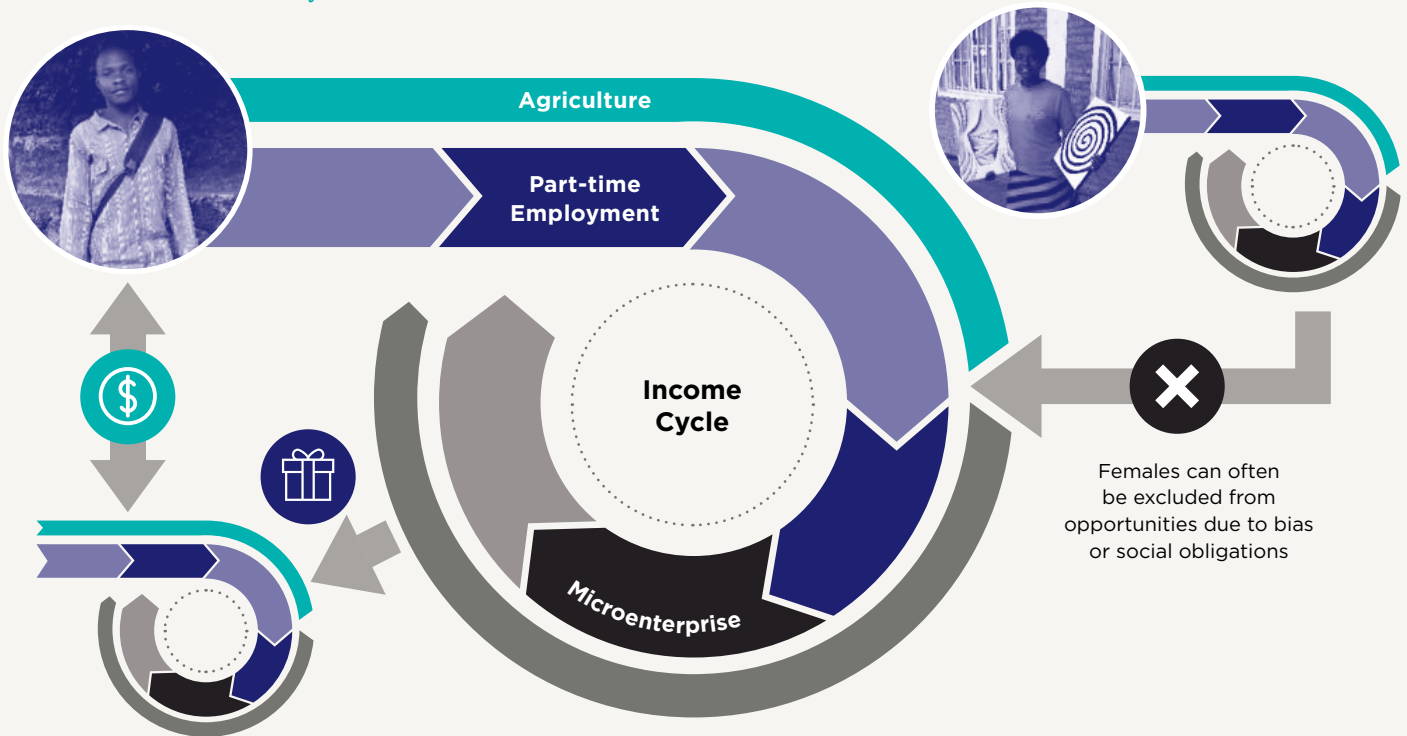 Agriculture
Part-time
Employment
Income
Cycle
Microenterprise
$
Females can often
be excluded from
opportunities due to bias
or social obligations